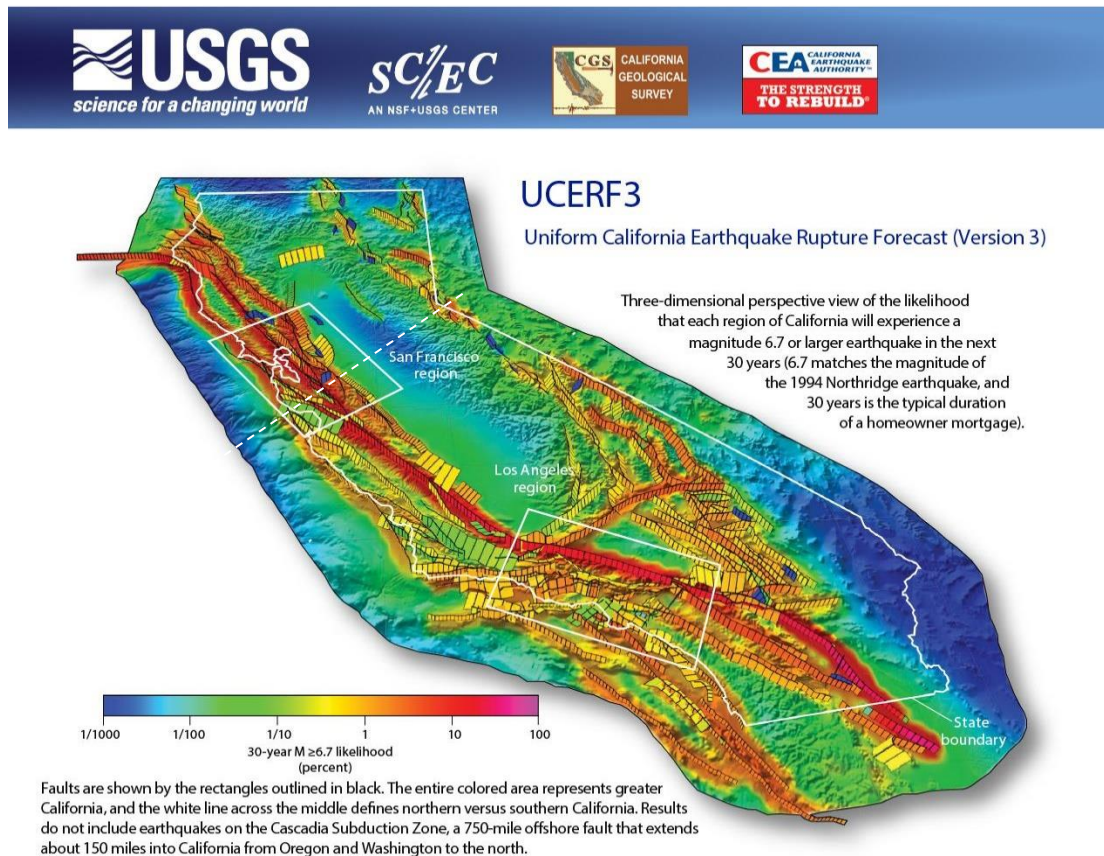 USGS
science for a changing world
SC/EC
AN NSF+USGS CENTER
CGS
CALIFORNIA
GEOLOGICAL
SURVEY
CEA CALIFORNIA
EARTHQUAKE
AUTHORITY™
THE STRENGTH
TO REBUILD®
UCERF3
Uniform California Earthquake Rupture Forecast (Version 3)
Three-dimensional perspective view of the likelihood
that each region of California will experience a
magnitude 6.7 or larger earthquake in the next
30 years (6.7 matches the magnitude of
the 1994 Northridge earthquake, and
30 years is the typical duration
of a homeowner mortgage).
San Francisco
region
Los Angeles
region
State
boundary
1/1000 1/100 1/10 1 10 100
30-year M ≥6.7 likelihood
(percent)
Faults are shown by the rectangles outlined in black. The entire colored area represents greater
California, and the white line across the middle defines northern versus southern California. Results
do not include earthquakes on the Cascadia Subduction Zone, a 750-mile offshore fault that extends
about 150 miles into California from Oregon and Washington to the north.